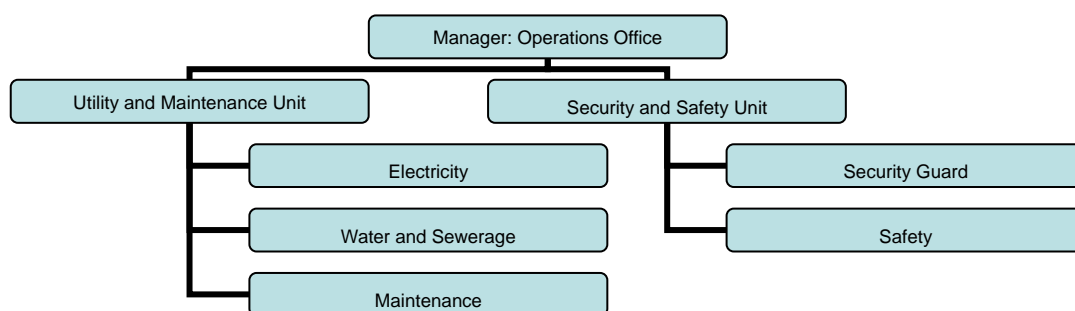 Manager: Operations Office
Utility and Maintenance Unit
Security and Safety Unit
Electricity
Security Guard
Water and Sewerage
Safety
Maintenance